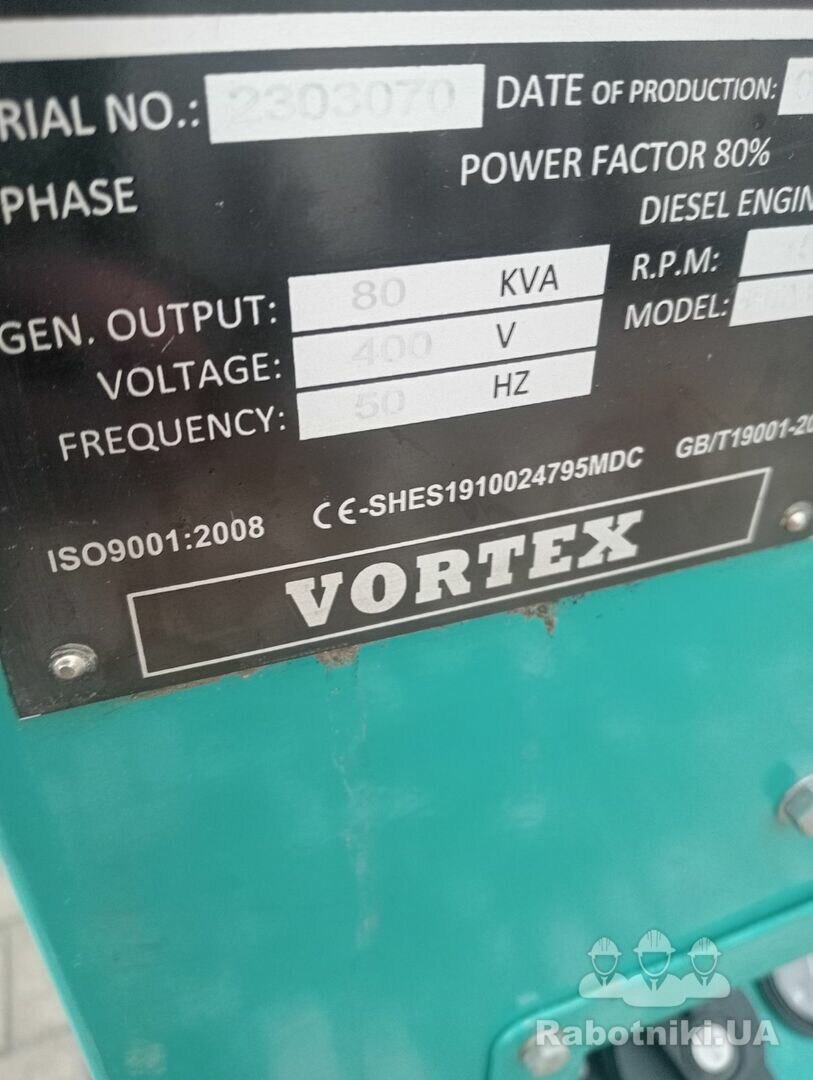 RIAL NO.: 2303070 DATE OF PRODUCTION:
PHASE POWER FACTOR 80%
DIESEL ENGIN
GEN. OUTPUT: 80 KVA R.P.M:
VOLTAGE: 400 V MODEL:
FREQUENCY: 50 HZ
ISO9001:2008 CE-SHES1910024795MDC GB/T19001-20
VORTEX
Rabotniki.UA